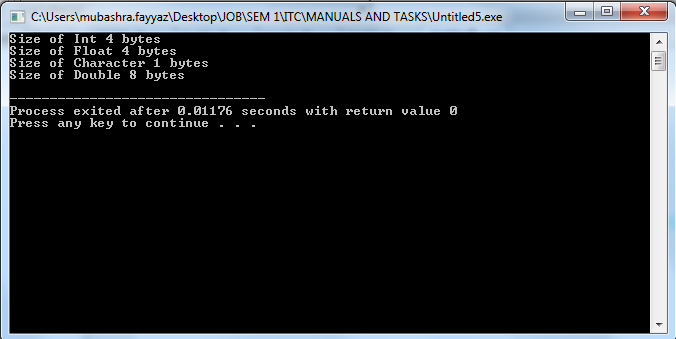 C:\Users\mubashra.fayyaz\Desktop\JOB\SEM 1\ITC\MANUALS AND TASKS\Untitled5.exe
Size of Int 4 bytes
Size of Float 4 bytes
Size of Character 1 bytes
Size of Double 8 bytes
--------------------------------
Process exited after 0.01176 seconds with return value 0
Press any key to continue . . .